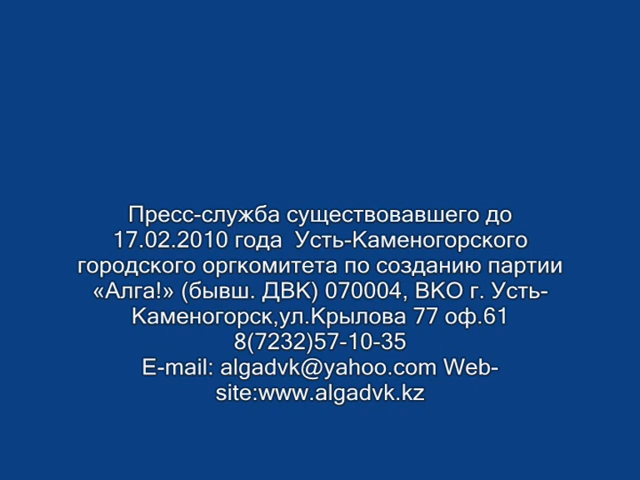 Пресс-служба существовавшего до
17.02.2010 года  Усть-Каменогорского
городского оргкомитета по созданию партии
«Алга!» (бывш. ДВК) 070004, ВКО г. Усть-
Каменогорск,ул.Крылова 77 оф.61
8(7232)57-10-35
E-mail: algadvk@yahoo.com Web-
site:www.algadvk.kz